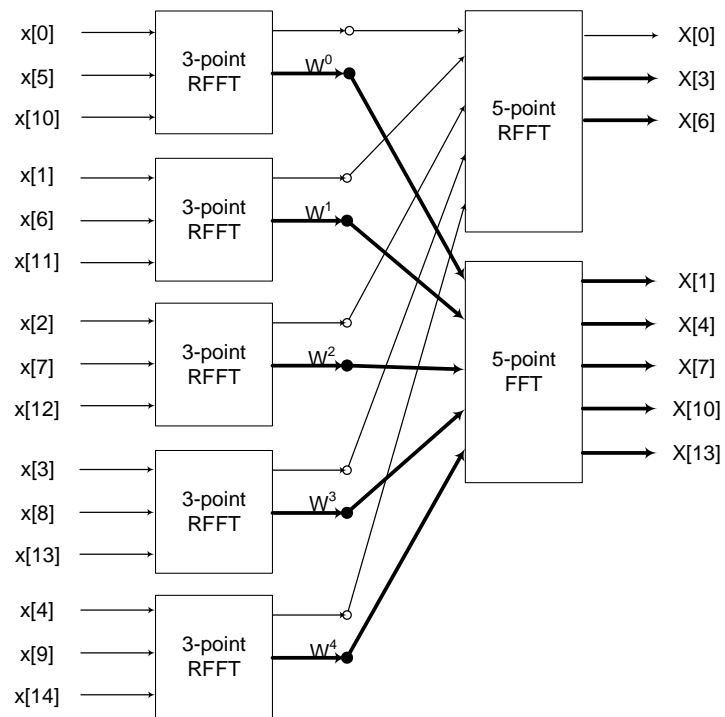 x[0]
x[5]
x[10]
3-point
RFFT
W0
x[1]
x[6]
x[11]
3-point
RFFT
W1
x[2]
x[7]
x[12]
3-point
RFFT
W2
x[3]
x[8]
x[13]
3-point
RFFT
W3
x[4]
x[9]
x[14]
3-point
RFFT
W4
5-point
RFFT
X[0]
X[3]
X[6]
5-point
FFT
X[1]
X[4]
X[7]
X[10]
X[13]